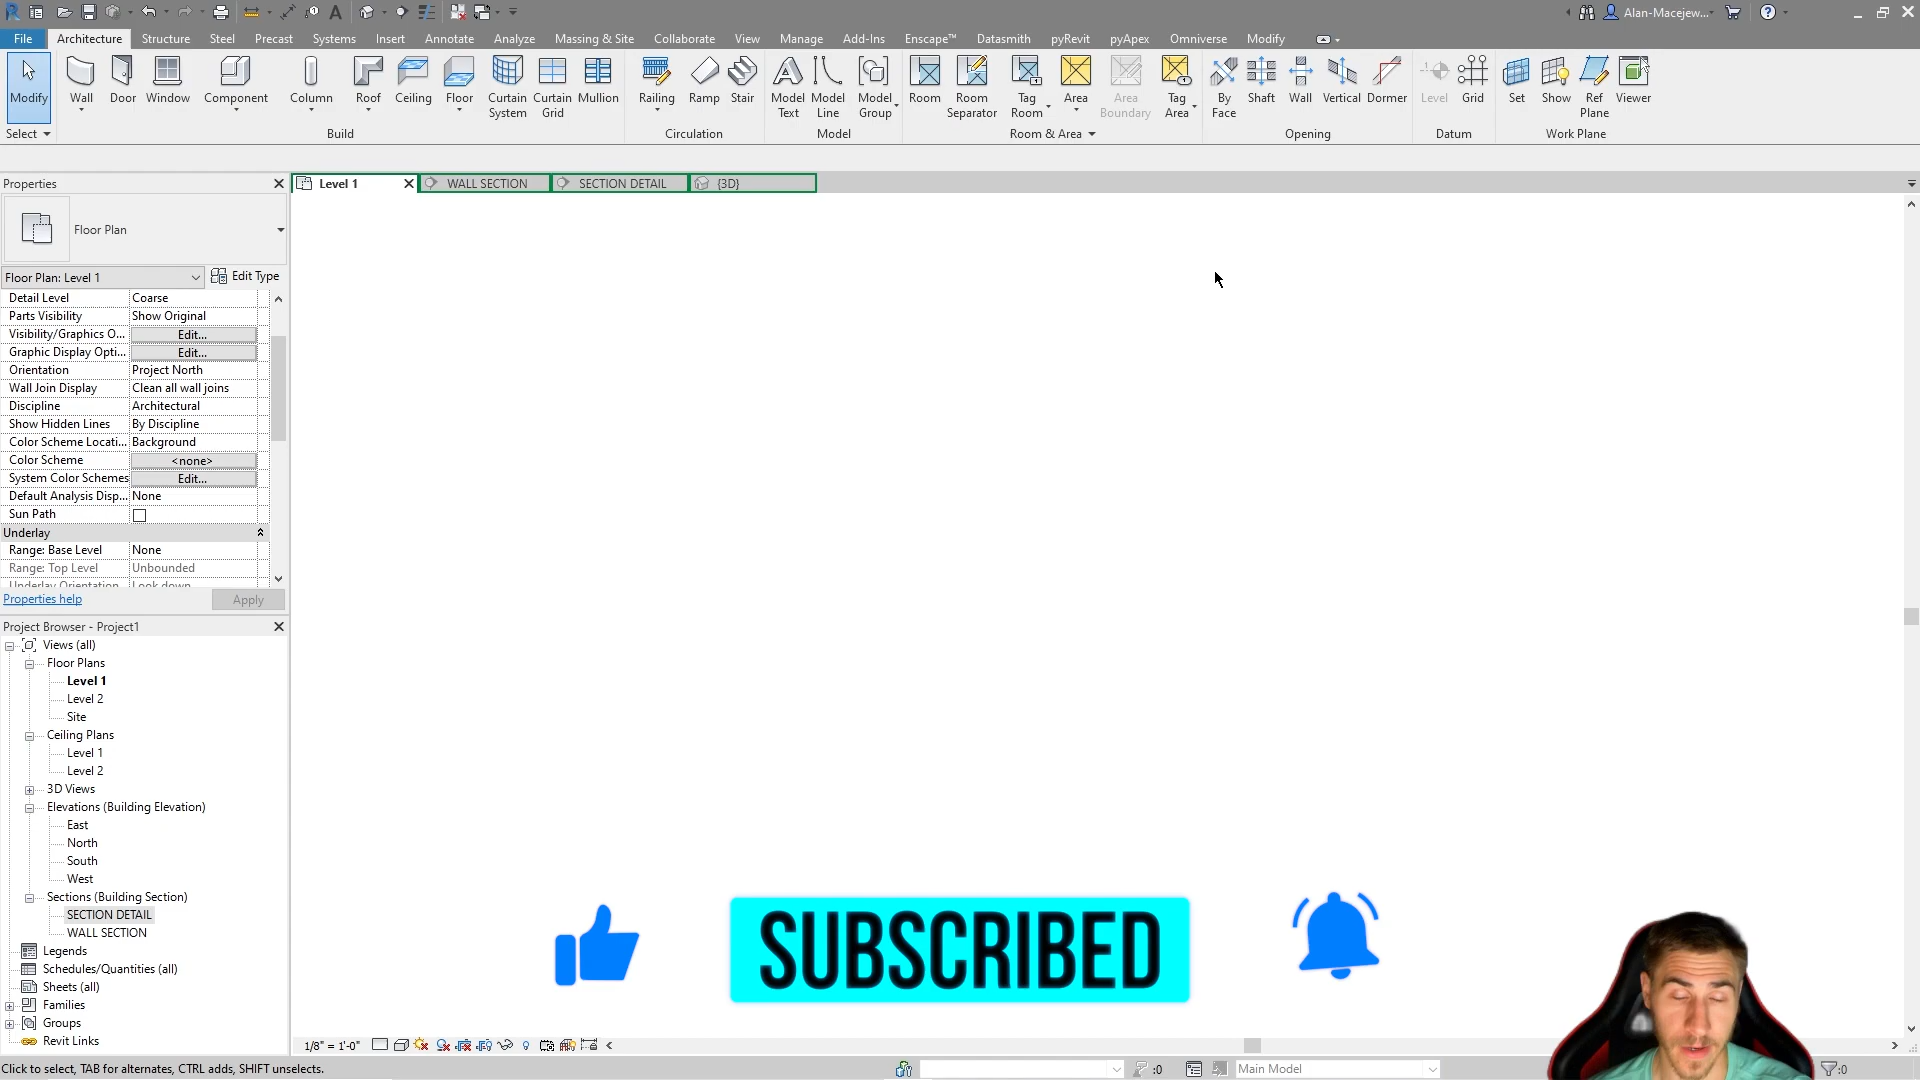 Alan-Macejew...
File Architecture Structure Steel Precast Systems Insert Annotate Analyze Massing & Site Collaborate View Manage Add-Ins Enscape™ Datasmith pyRevit pyApex Omniverse Modify
Modify Wall Door Window Component Column Roof Ceiling Floor Curtain System Curtain Grid Mullion Railing Ramp Stair Model Text Model Line Model Group Room Room Separator Tag Room Area Area Boundary Tag Area By Face Shaft Wall Vertical Dormer Level Grid Set Show Ref Plane Viewer
Select Build Circulation Model Room & Area Opening Datum Work Plane
Properties
Level 1 WALL SECTION SECTION DETAIL {3D}
Floor Plan
Floor Plan: Level 1 Edit Type
Detail Level Coarse
Parts Visibility Show Original
Visibility/Graphics O... Edit...
Graphic Display Opti... Edit...
Orientation Project North
Wall Join Display Clean all wall joins
Discipline Architectural
Show Hidden Lines By Discipline
Color Scheme Locati... Background
Color Scheme <none>
System Color Schemes Edit...
Default Analysis Disp... None
Sun Path
Underlay
Range: Base Level None
Range: Top Level Unbounded
Underlay Orientation Look down
Properties help Apply
Project Browser - Project1
Views (all)
Floor Plans
Level 1
Level 2
Site
Ceiling Plans
Level 1
Level 2
3D Views
Elevations (Building Elevation)
East
North
South
West
Sections (Building Section)
SECTION DETAIL
WALL SECTION
Legends
Schedules/Quantities (all)
Sheets (all)
Families
Groups
Revit Links
SUBSCRIBED
1/8" = 1'-0"
Click to select, TAB for alternates, CTRL adds, SHIFT unselects.
:0
Main Model
:0